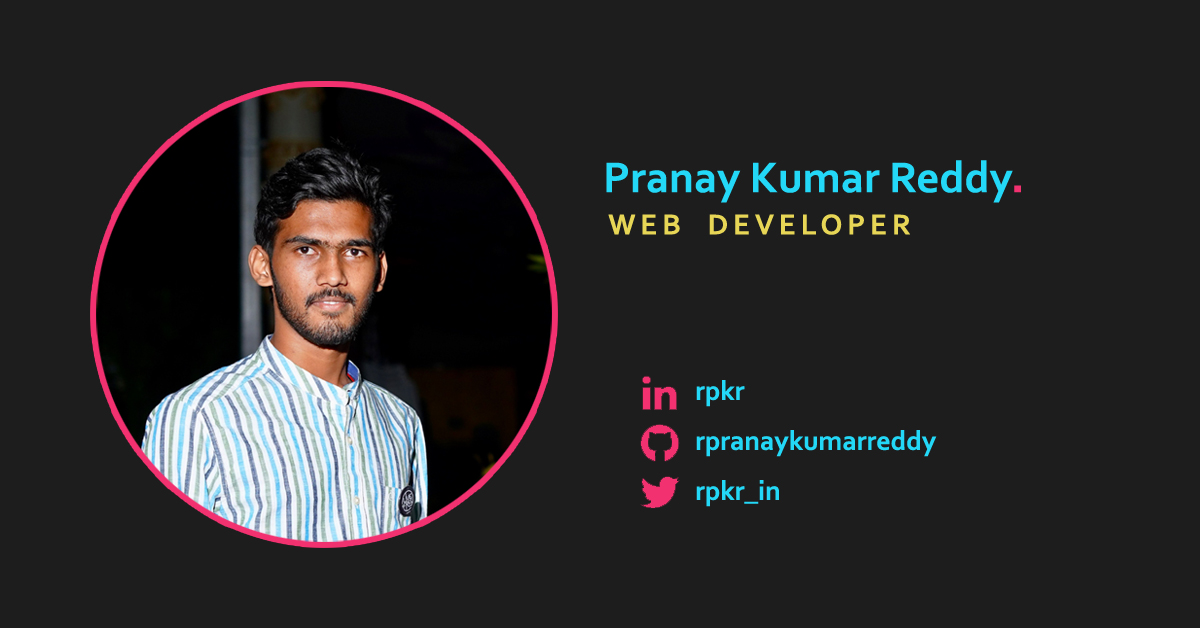 Pranay Kumar Reddy.
WEB DEVELOPER
in rpkr
rpranaykumarreddy
rpkr_in